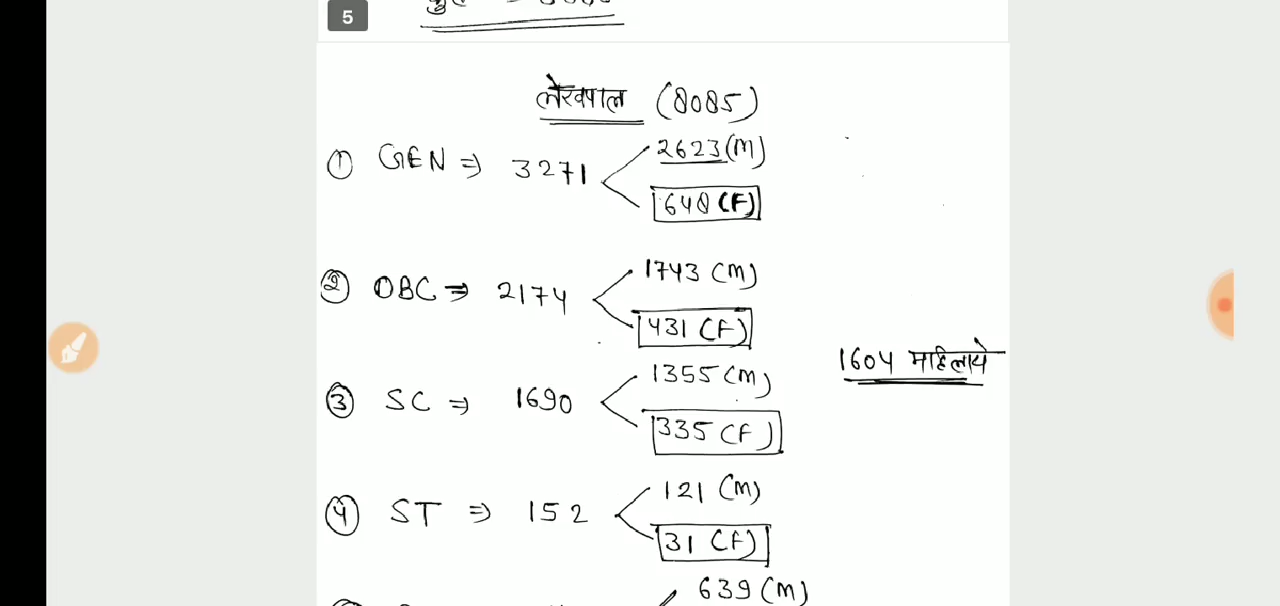 5
लेखपाल (8085)
① GEN ⇒ 3271
2623 (M)
648 (F)
② OBC ⇒ 2174
1743 (M)
431 (F)
1604 महिलाये
③ SC ⇒ 1690
1355 (M)
335 (F)
④ ST ⇒ 152
121 (M)
31 (F)
639 (M)